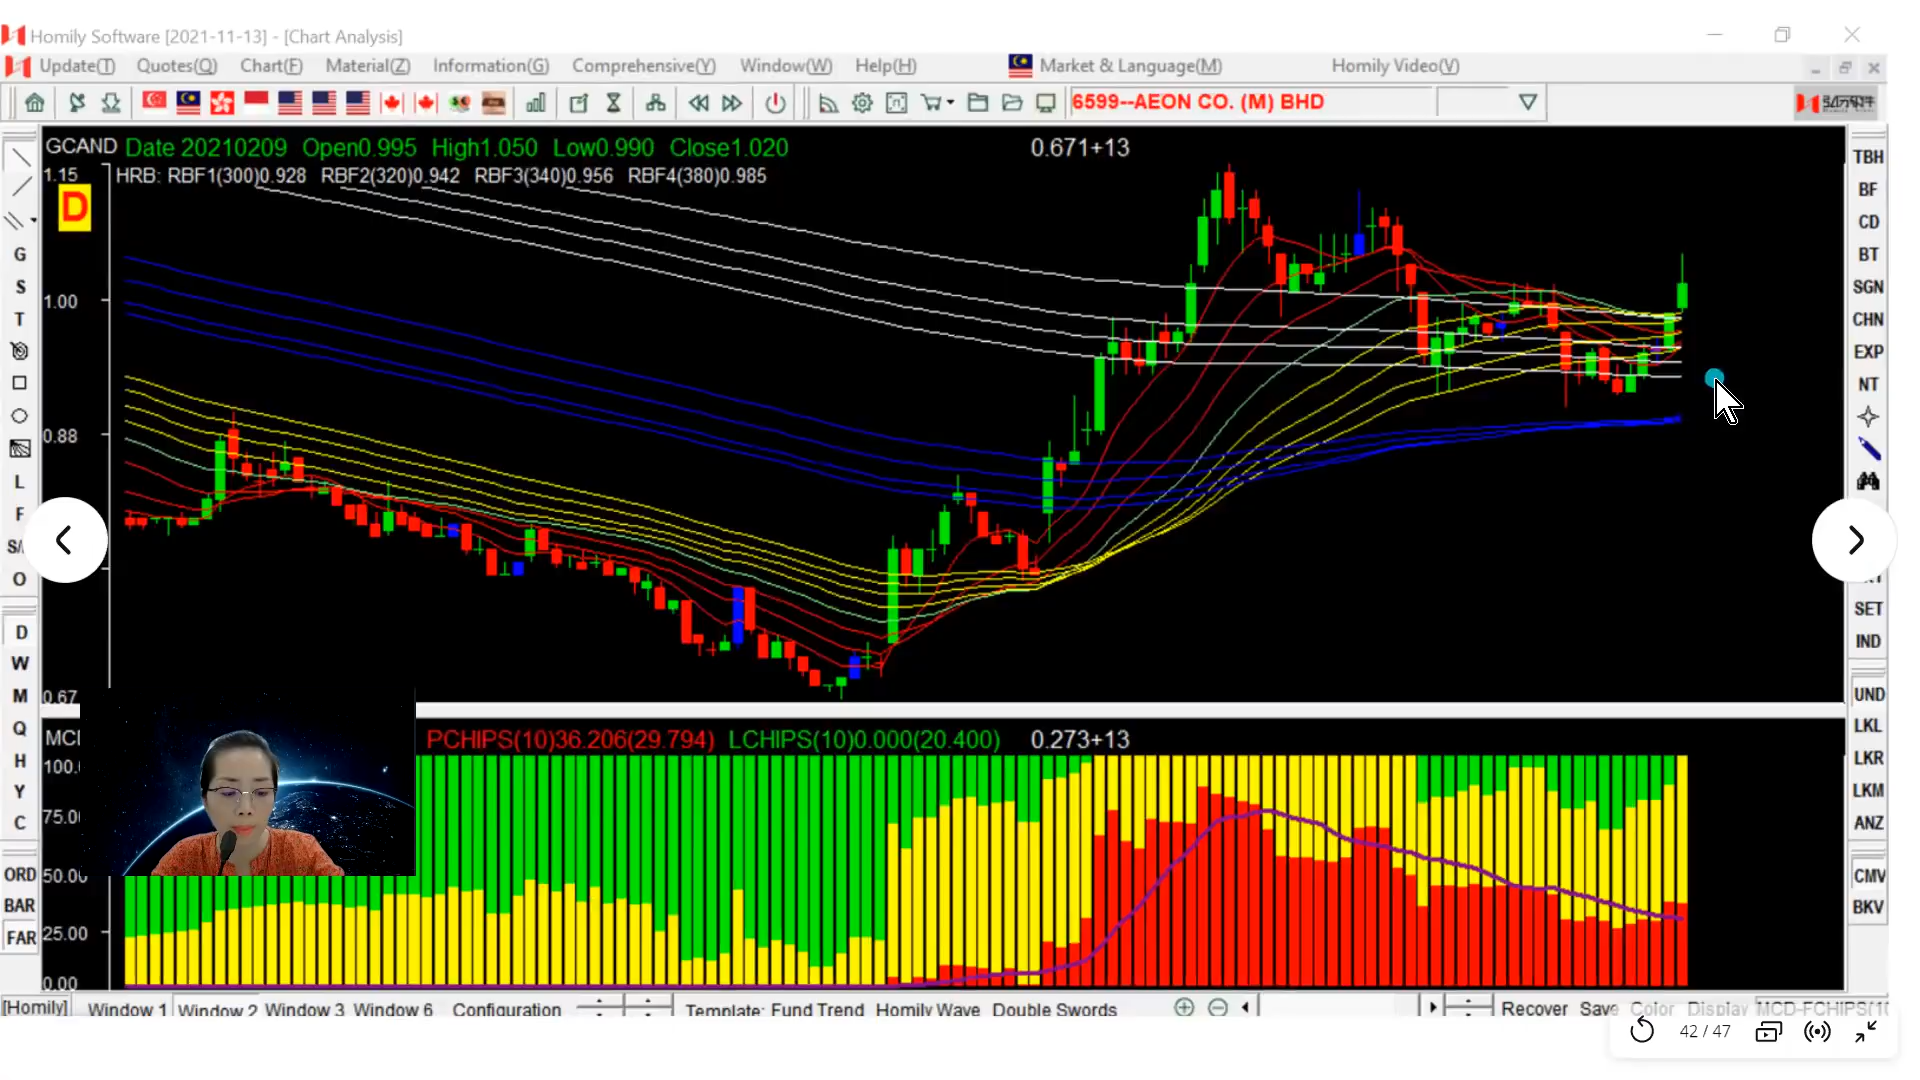 Homily Software [2021-11-13] - [Chart Analysis]
Update(T) Quotes(Q) Chart(F) Material(Z) Information(G) Comprehensive(Y) Window(W) Help(H) Market & Language(M) Homily Video(V)
6599--AEON CO. (M) BHD
GCAND Date 20210209 Open0.995 High1.050 Low0.990 Close1.020 0.671+13
1.15 HRB: RBF1(300)0.928 RBF2(320)0.942 RBF3(340)0.956 RBF4(380)0.985
D
1.00
0.88
0.67
G
S
T
L
F
S/
O
D
W
M
Q
H
Y
C
ORD
BAR
FAR
TBH
BF
CD
BT
SGN
CHN
EXP
NT
SET
IND
UND
LKL
LKR
LKM
ANZ
CMV
BKV
PCHIPS(10)36.206(29.794) LCHIPS(10)0.000(20.400) 0.273+13
100.
75.0
50.00
25.00
0.00
[Homily] Window 1 Window 2 Window 3 Window 6 Configuration Template: Fund Trend Homily Wave Double Swords Recover Save Color Display MCD-FCHIPS(1
42 / 47